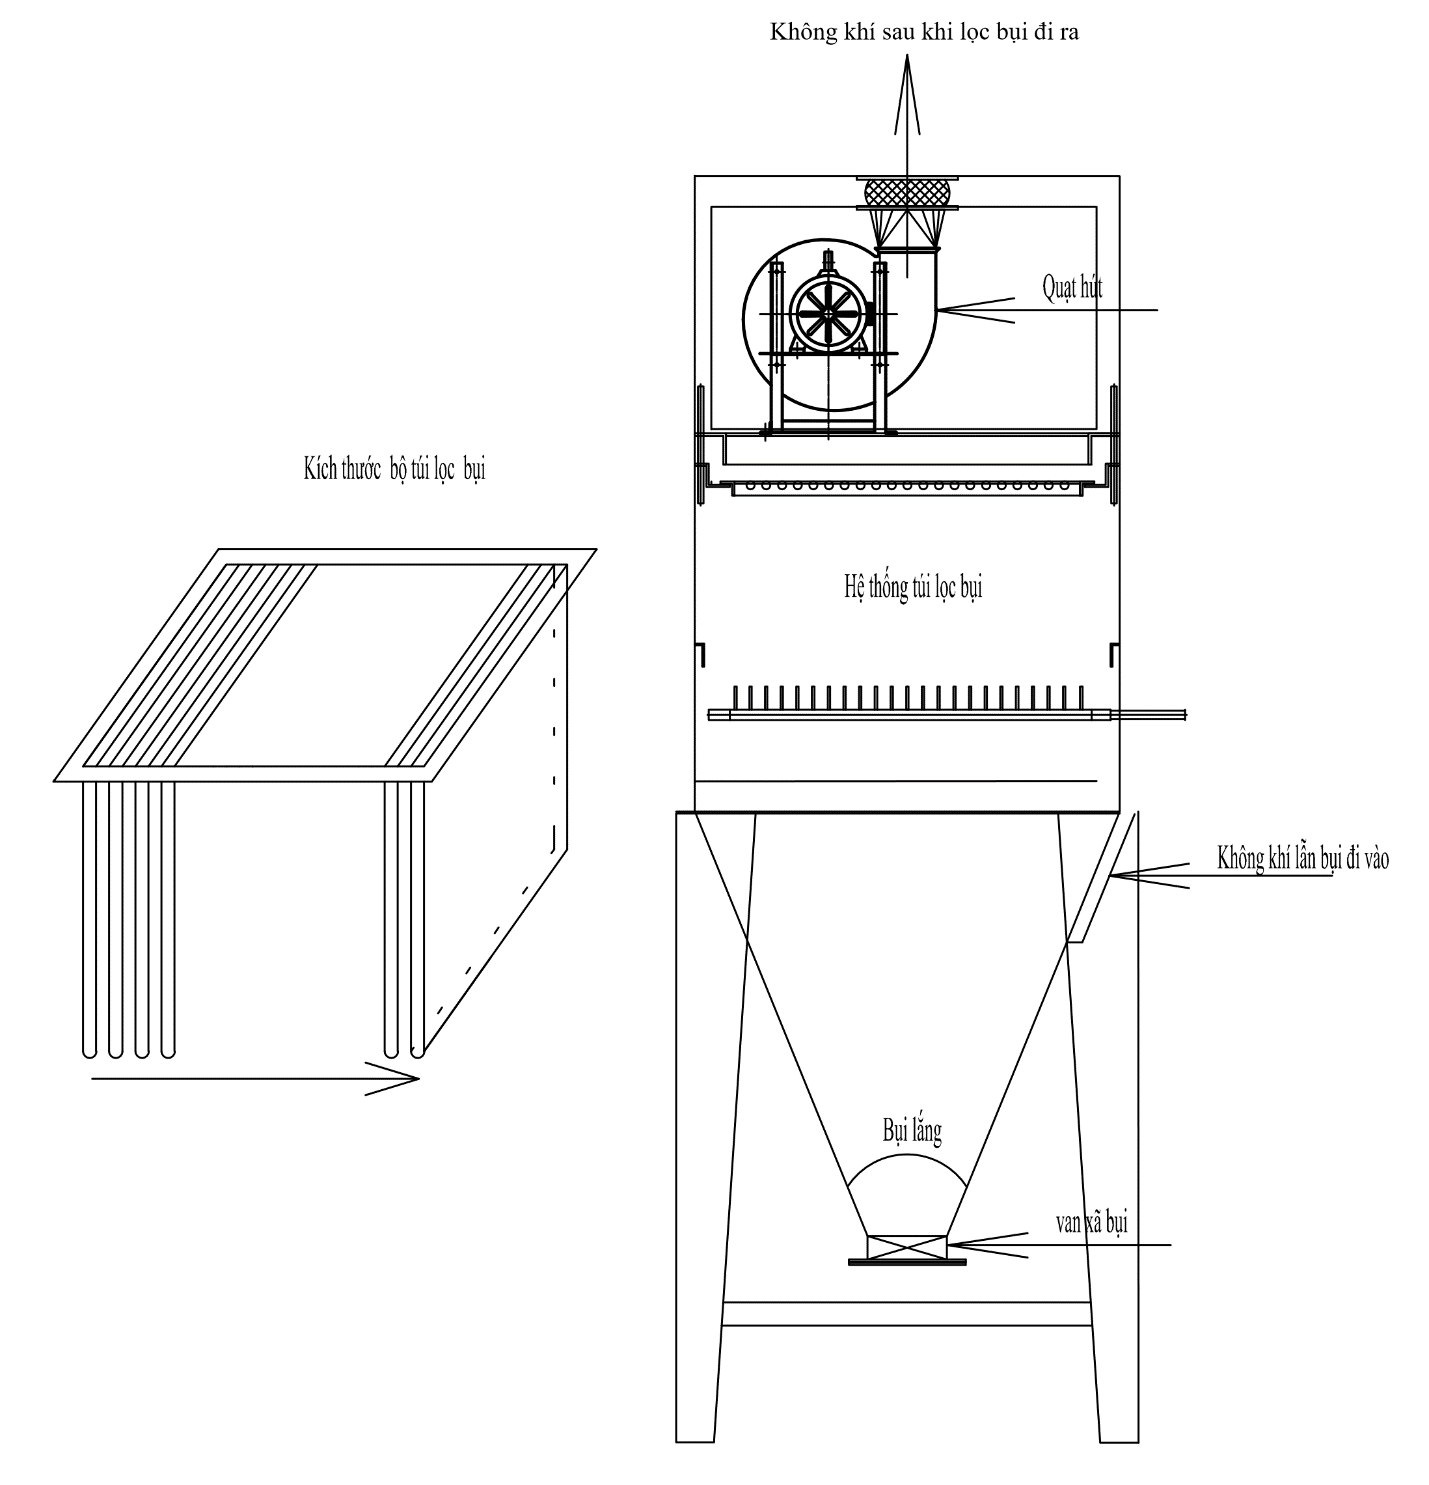 Không khí sau khi lọc bụi đi ra
Quạt hút
Kích thước bộ túi lọc bụi
Hệ thống túi lọc bụi
Không khí lẫn bụi đi vào
Bụi lắng
van xã bụi